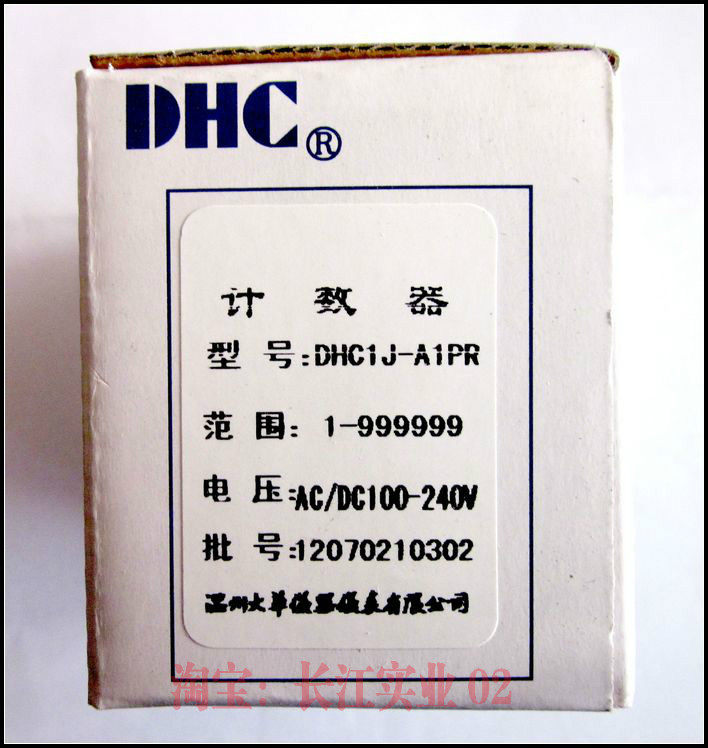 DHC®
计数器
型号:DHC1J-A1PR
范围: 1-999999
电压:AC/DC100-240V
批号:12070210302
温州大华仪器仪表有限公司
淘宝：长江实业 02